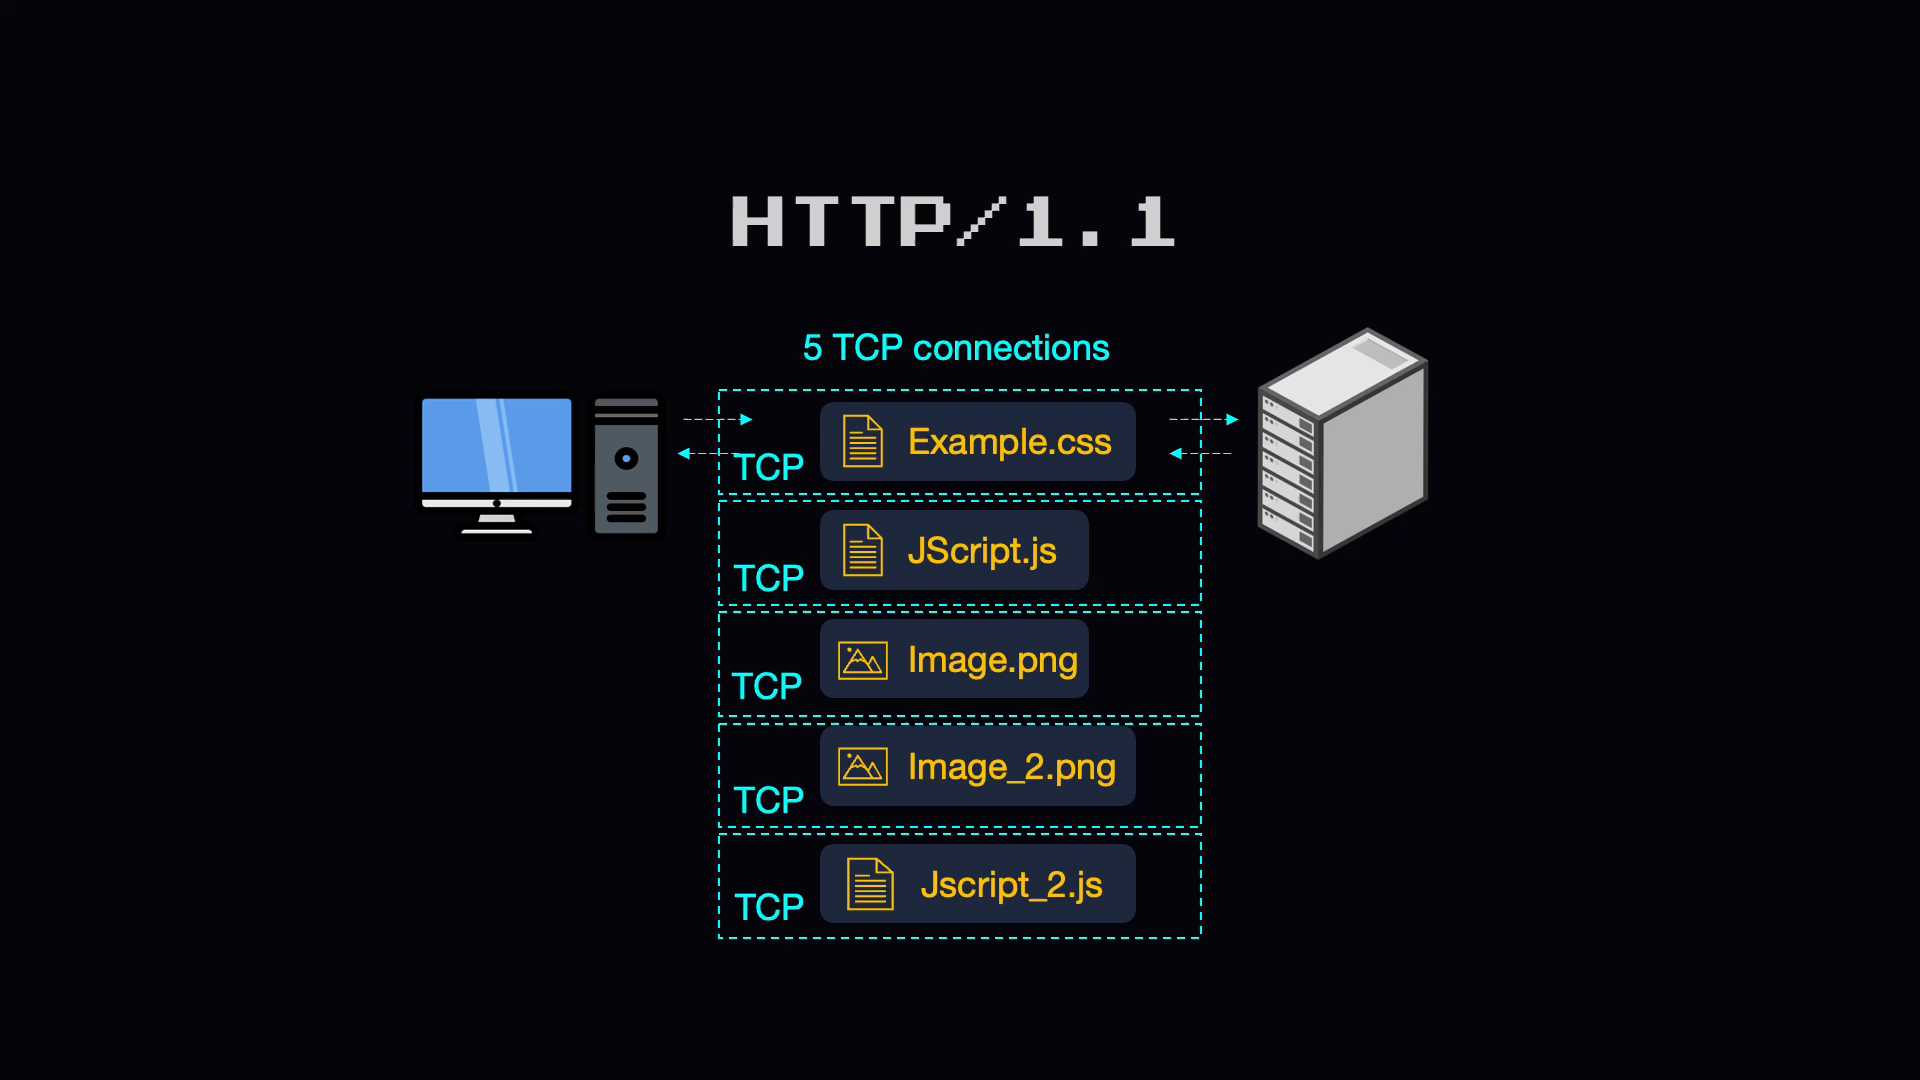 HTTP/1.1
5 TCP connections
TCP
Example.css
TCP
JScript.js
TCP
Image.png
TCP
Image_2.png
TCP
Jscript_2.js